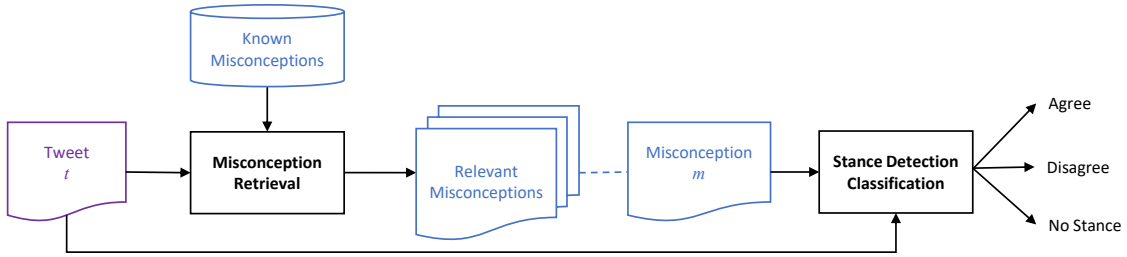 Known
Misconceptions
Tweet
t
Misconception
Retrieval
Relevant
Misconceptions
Misconception
m
Stance Detection
Classification
Agree
Disagree
No Stance